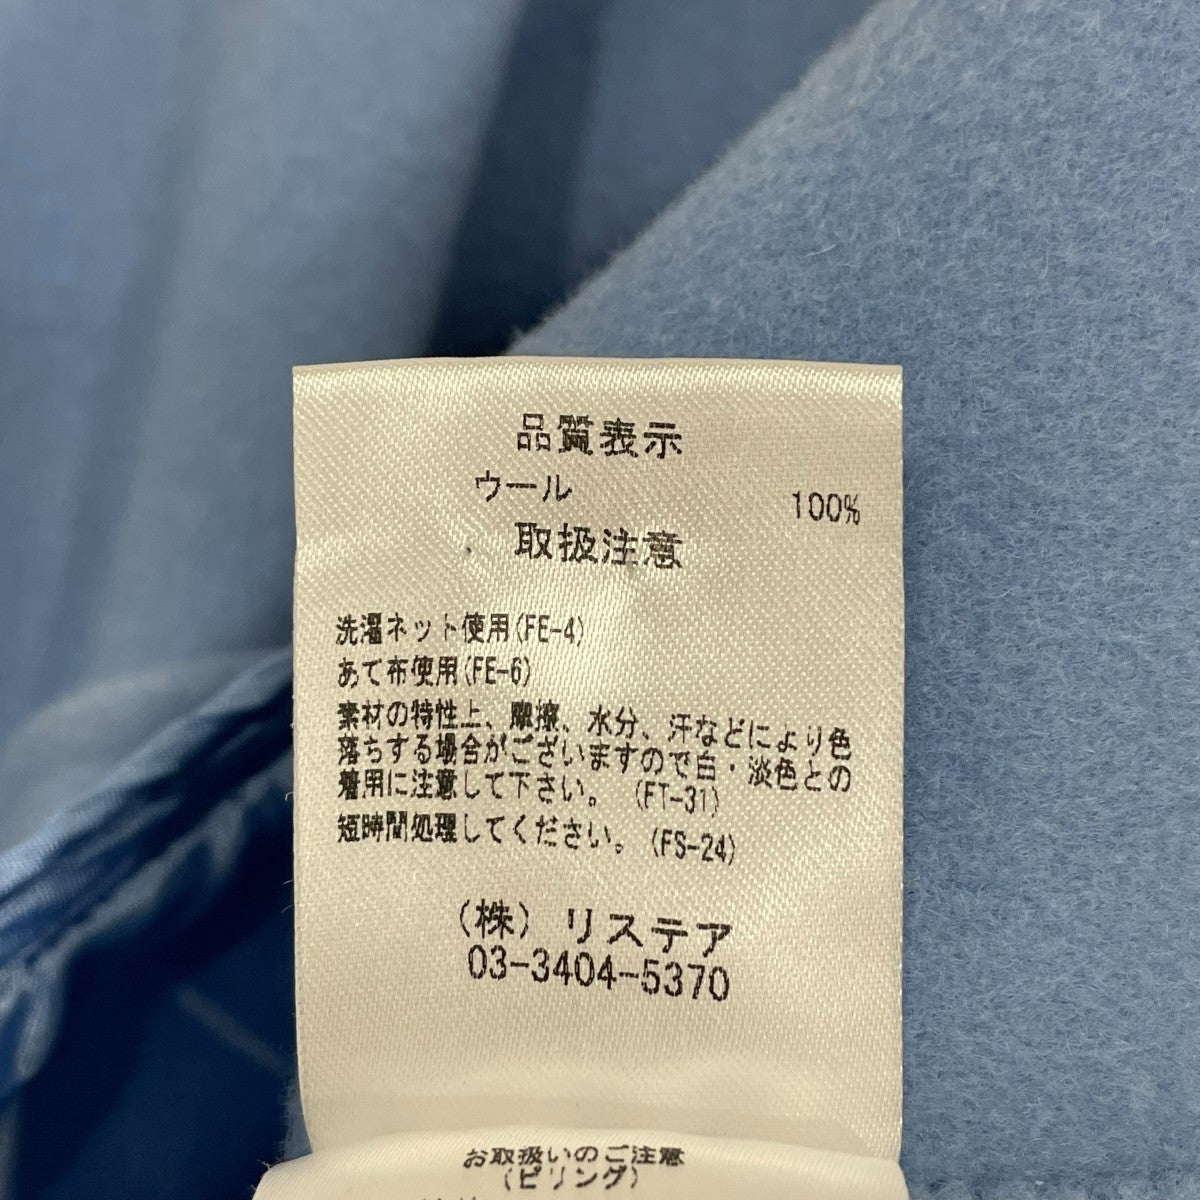 品質表示
ウール 100%
取扱注意
洗濯ネット使用(FE-4)
あて布使用(FE-6)
素材の特性上、摩擦、水分、汗などにより色
落ちする場合がございますので白・淡色との
着用に注意して下さい。(FT-31)
短時間処理してください。(FS-24)
(株) リステア
03-3404-5370
お取扱いのご注意
(ピリング)